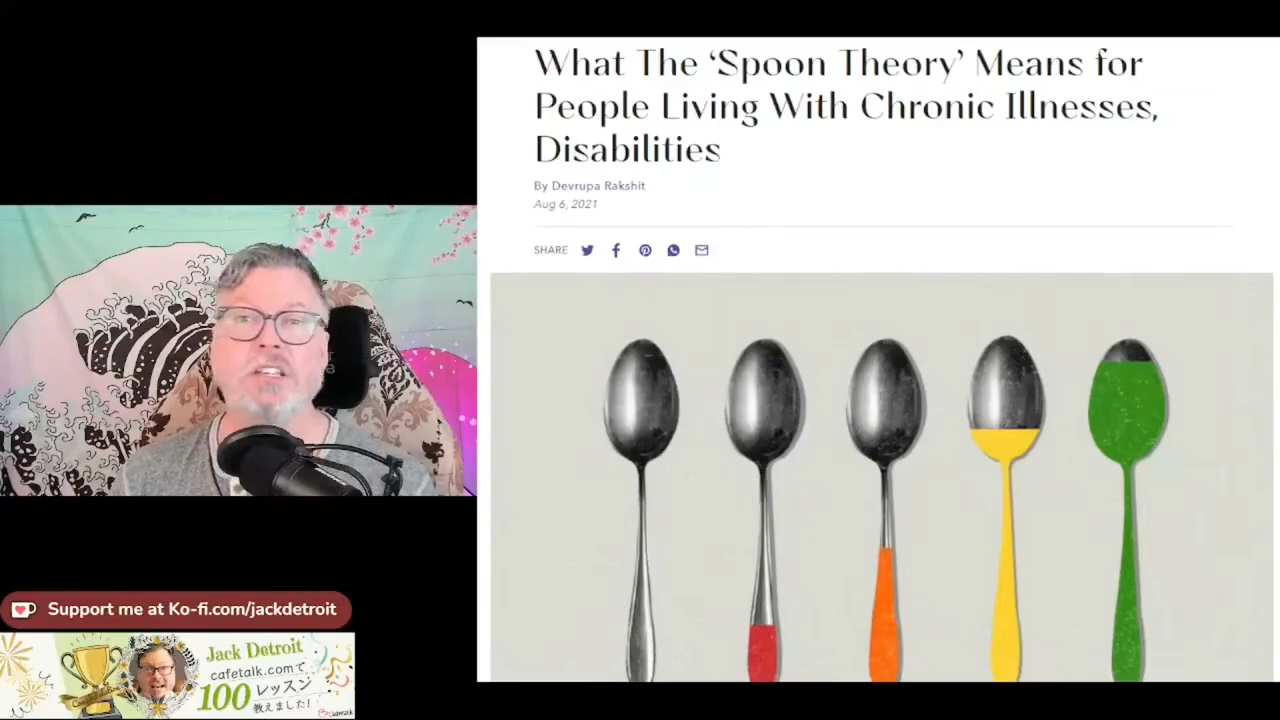 What The ‘Spoon Theory’ Means for
People Living With Chronic Illnesses,
Disabilities
By Devrupa Rakshit
Aug 6, 2021
SHARE
Support me at Ko-fi.com/jackdetroit
Jack Detroit
cafetalk.comで
100レッスン
教えました!